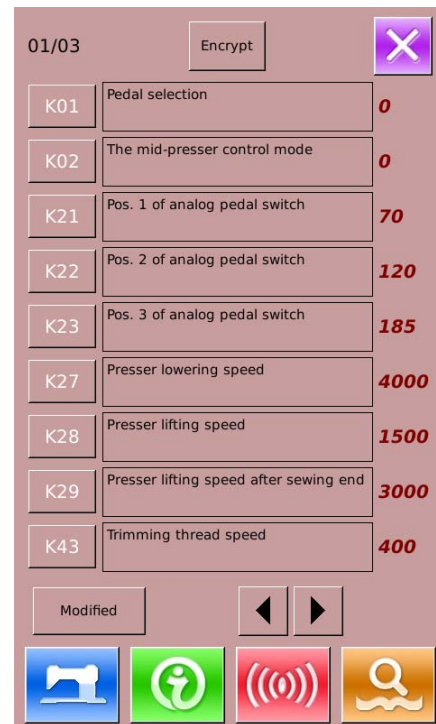 01/03 Encrypt
K01 Pedal selection 0
K02 The mid-presser control mode 0
K21 Pos. 1 of analog pedal switch 70
K22 Pos. 2 of analog pedal switch 120
K23 Pos. 3 of analog pedal switch 185
K27 Presser lowering speed 4000
K28 Presser lifting speed 1500
K29 Presser lifting speed after sewing end 3000
K43 Trimming thread speed 400
Modified